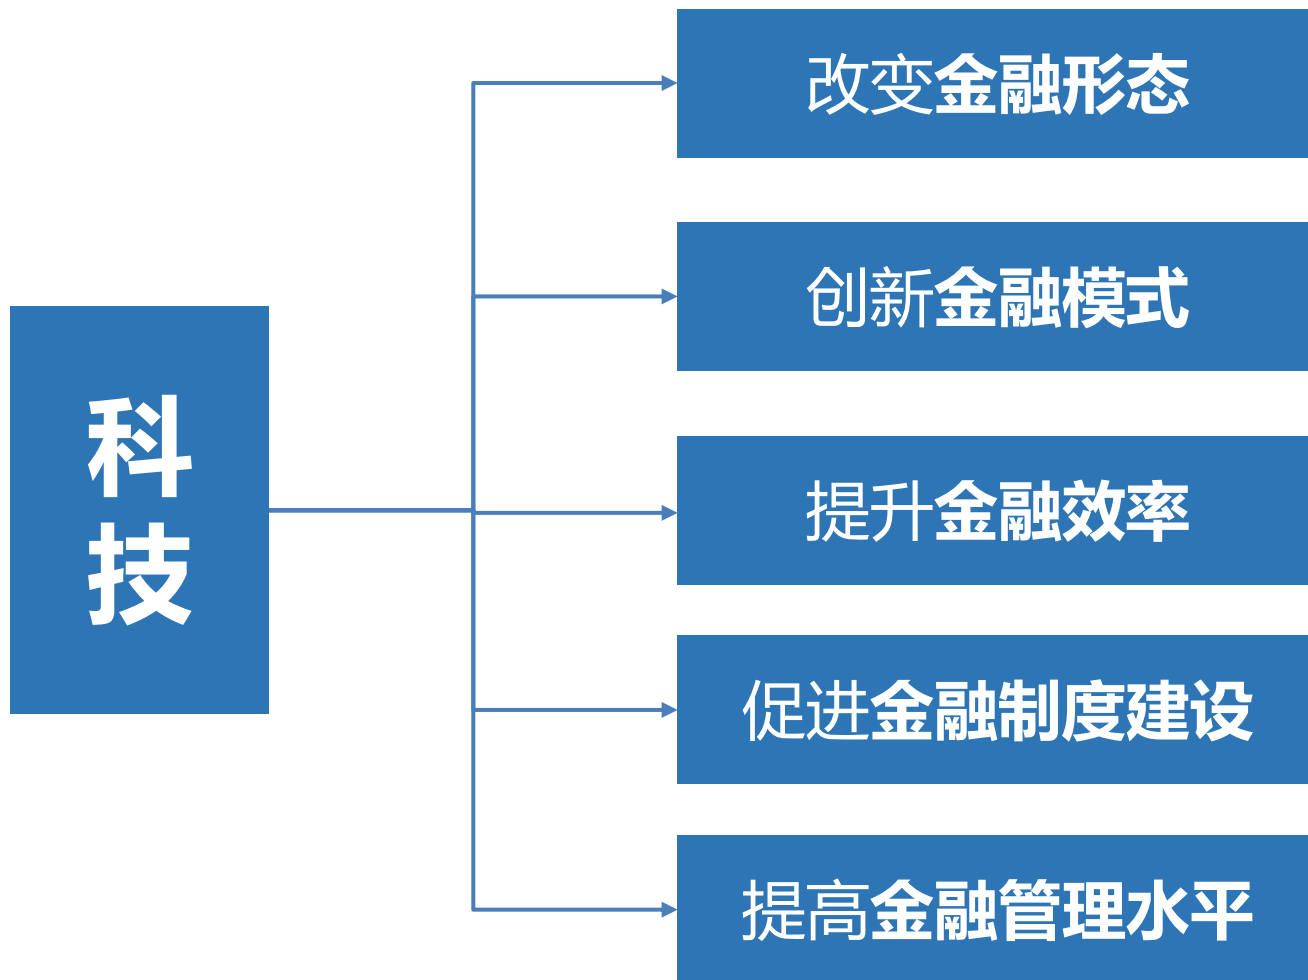 科
技
改变金融形态
创新金融模式
提升金融效率
促进金融制度建设
提高金融管理水平